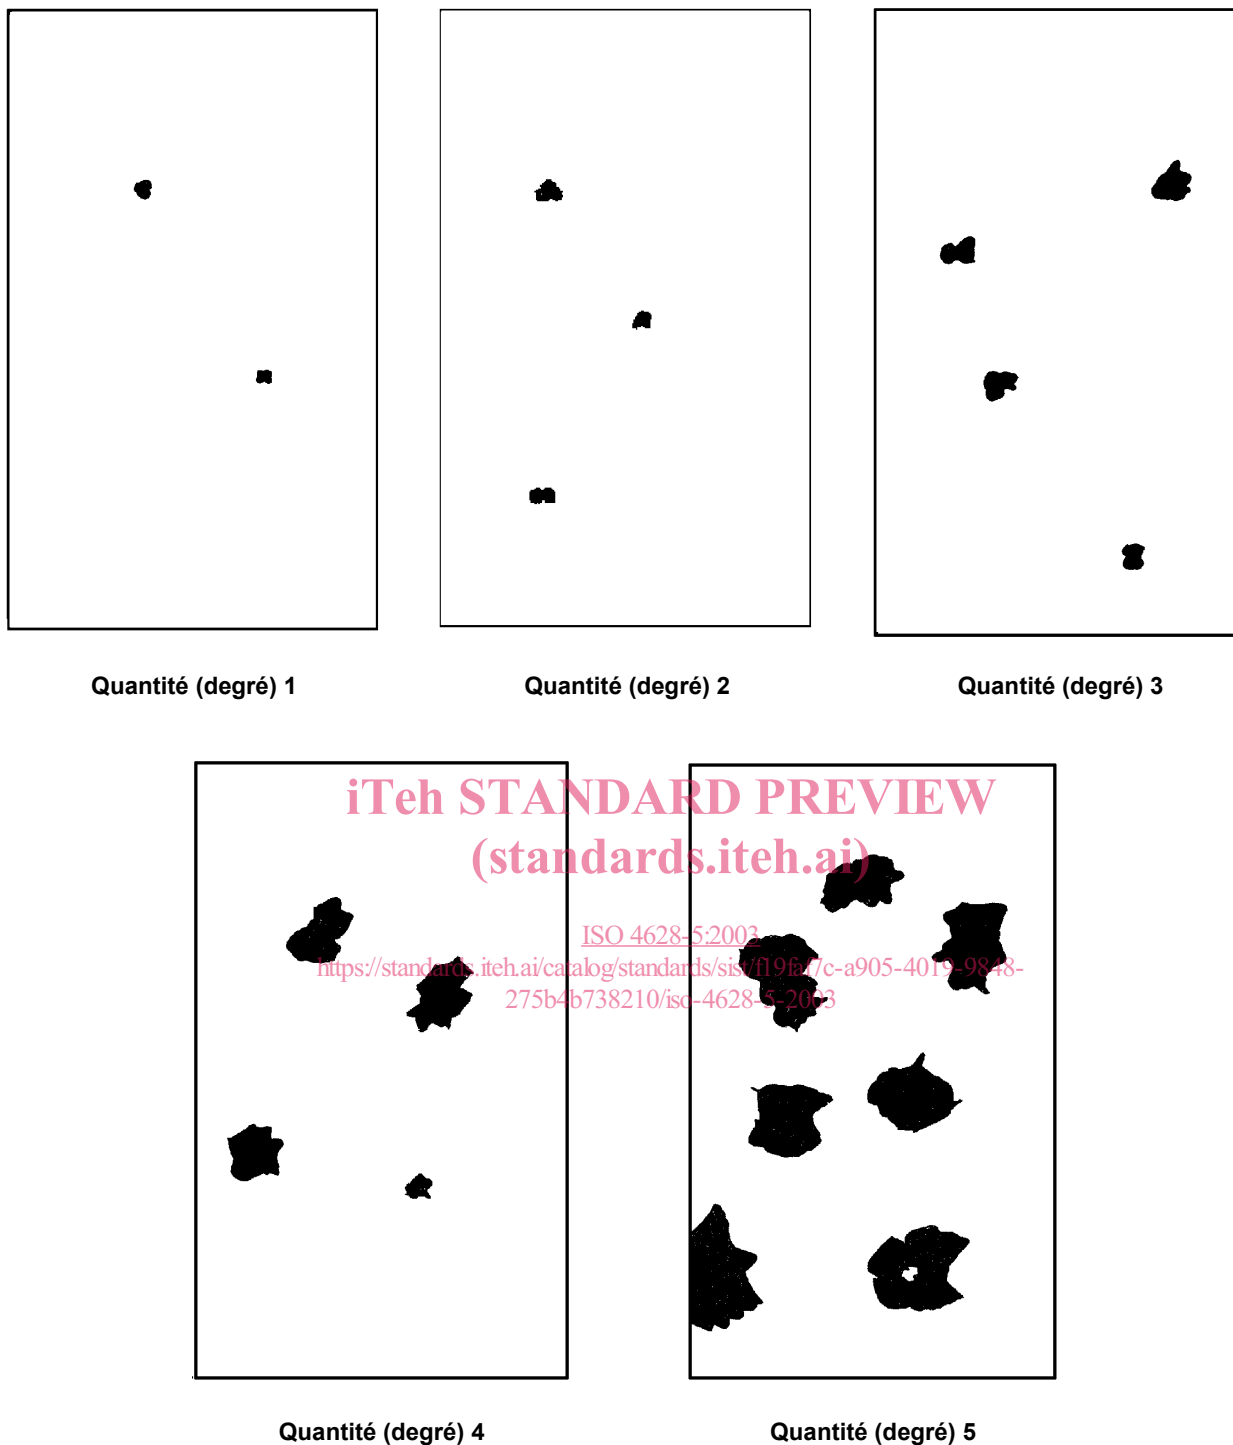 Quantité (degré) 1
Quantité (degré) 2
Quantité (degré) 3
iTeh STANDARD PREVIEW
(standards.iteh.ai)
ISO 4628-5:2003
https://standards.iteh.ai/catalog/standards/sist/f19faf7c-a905-4019-9848-
275b4b738210/iso-4628-5-2003
Quantité (degré) 4
Quantité (degré) 5